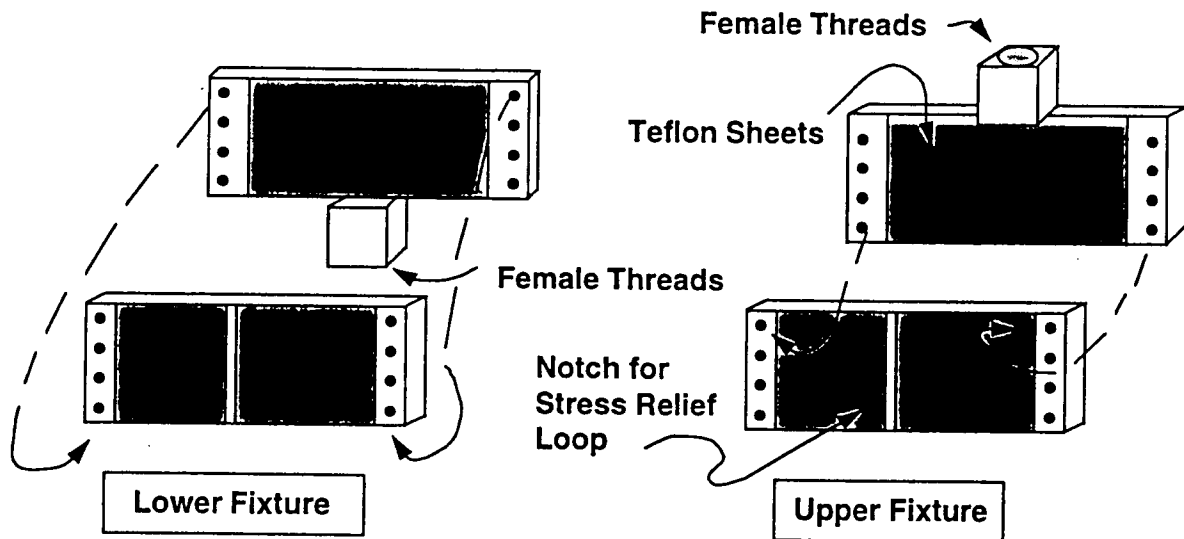 Female Threads
Teflon Sheets
Female Threads
Notch for
Stress Relief
Loop
Lower Fixture
Upper Fixture